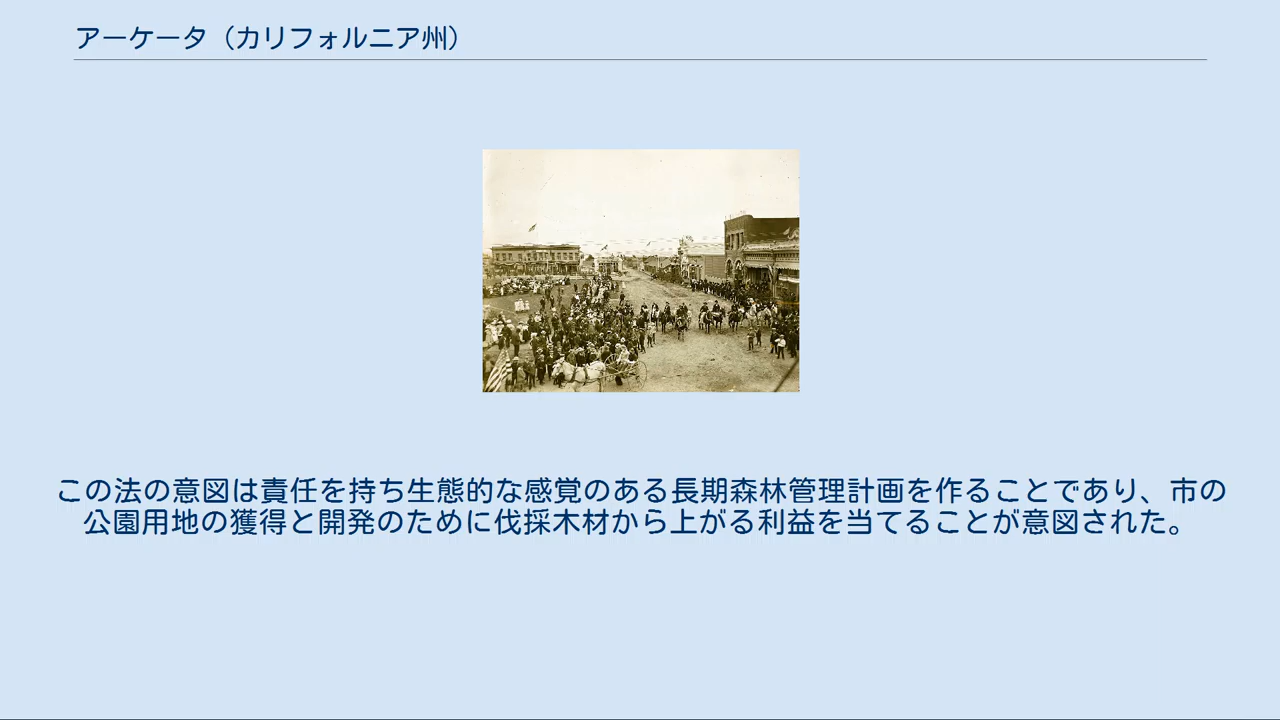 アーケータ（カリフォルニア州）
この法の意図は責任を持ち生態的な感覚のある長期森林管理計画を作ることであり、市の
公園用地の獲得と開発のために伐採木材から上がる利益を当てることが意図された。